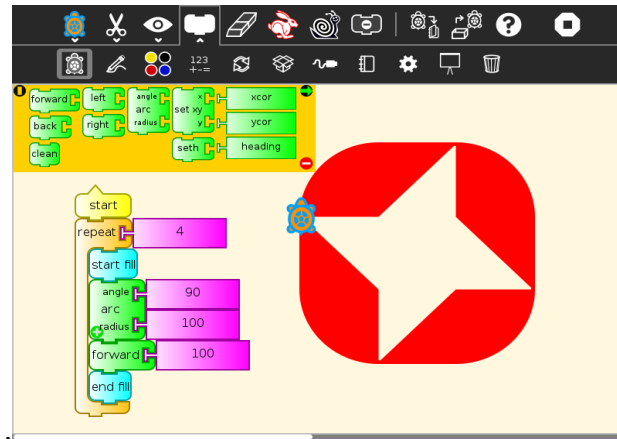 123
+-=
forward
left
angle
arc
radius
x
set xy
y
xcor
ycor
back
right
clean
seth
heading
start
repeat
4
start fill
angle
90
arc
radius
100
forward
100
end fill